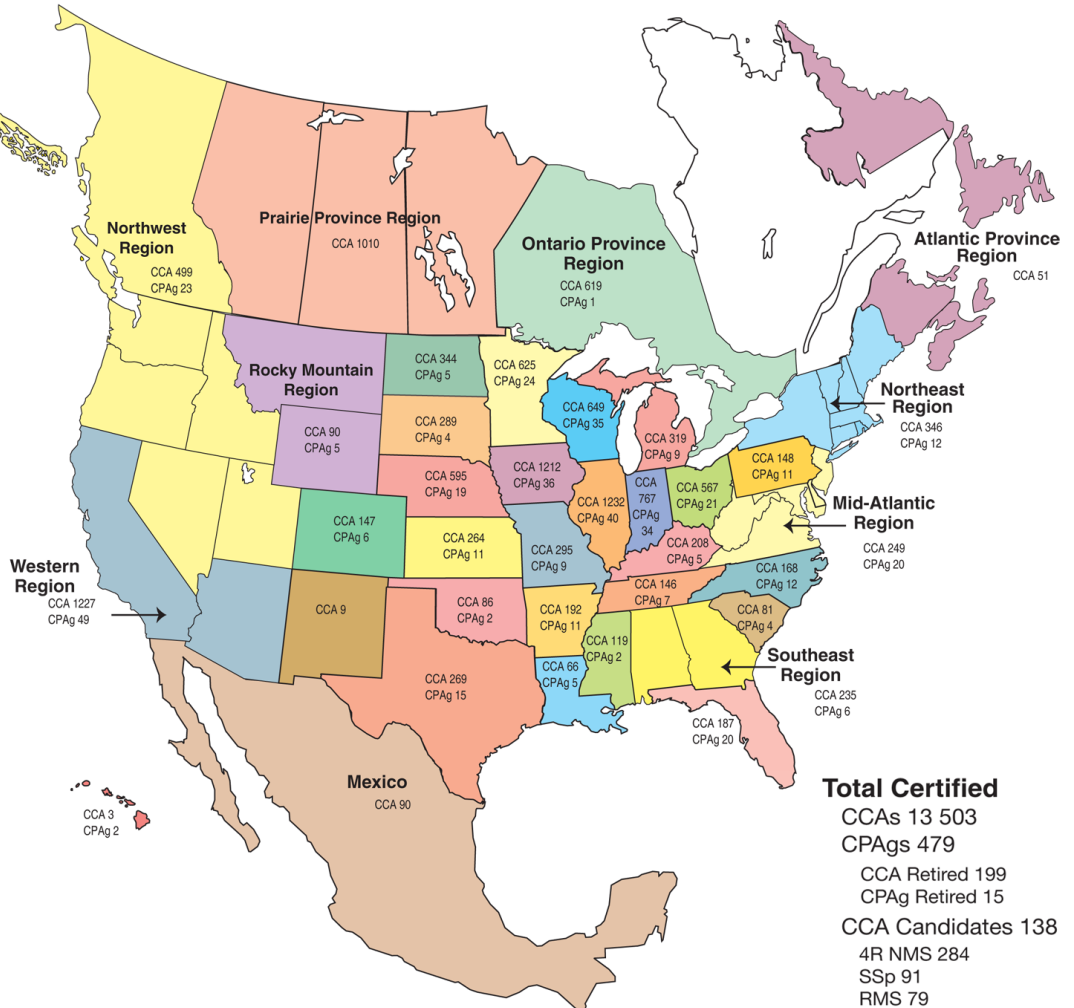 Northwest
Region
CCA 499
CPAg 23
Prairie Province Region
CCA 1010
Ontario Province
Region
CCA 619
CPAg 1
Atlantic Province
Region
CCA 51
Rocky Mountain
Region
CCA 90
CPAg 5
CCA 344
CPAg 5
CCA 625
CPAg 24
CCA 289
CPAg 4
CCA 649
CPAg 35
CCA 319
CPAg 9
Northeast
Region
CCA 346
CPAg 12
CCA 595
CPAg 19
CCA 1212
CPAg 36
CCA 1232
CPAg 40
CCA
767
CPAg
34
CCA 567
CPAg 21
CCA 148
CPAg 11
Mid-Atlantic
Region
CCA 249
CPAg 20
CCA 147
CPAg 6
CCA 264
CPAg 11
CCA 295
CPAg 9
CCA 208
CPAg 5
Western
Region
CCA 1227
CPAg 49
CCA 9
CCA 86
CPAg 2
CCA 192
CPAg 11
CCA 146
CPAg 7
CCA 168
CPAg 12
CCA 81
CPAg 4
CCA 269
CPAg 15
CCA 66
CPAg 5
CCA 119
CPAg 2
Southeast
Region
CCA 235
CPAg 6
CCA 187
CPAg 20
Mexico
CCA 90
CCA 3
CPAg 2
Total Certified
CCAs 13 503
CPAgs 479
CCA Retired 199
CPAg Retired 15
CCA Candidates 138
4R NMS 284
SSp 91
RMS 79